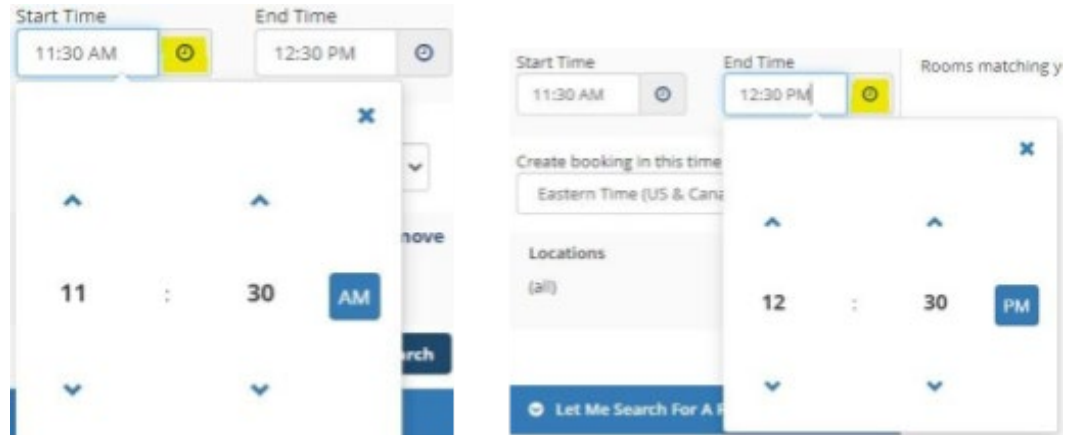 Start Time End Time
11:30 AM 12:30 PM
move
11 : 30 AM
rch
Start Time End Time Rooms matching y
11:30 AM 12:30 PM
Create booking in this time
Eastern Time (US & Cana
Locations
(all)
12 : 30 PM
Let Me Search For A